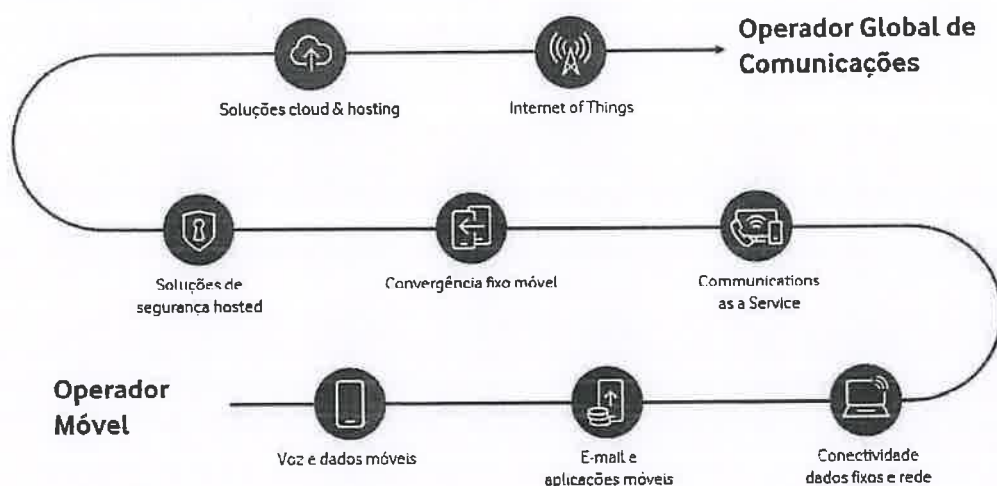 Operador Global de
Comunicações
Soluções cloud & hosting
Internet of Things
Soluções de
segurança hosted
Convergência fixo móvel
Communications
as a Service
Operador
Móvel
Voz e dados móveis
E-mail e
aplicações móveis
Conectividade
dados fixos e rede